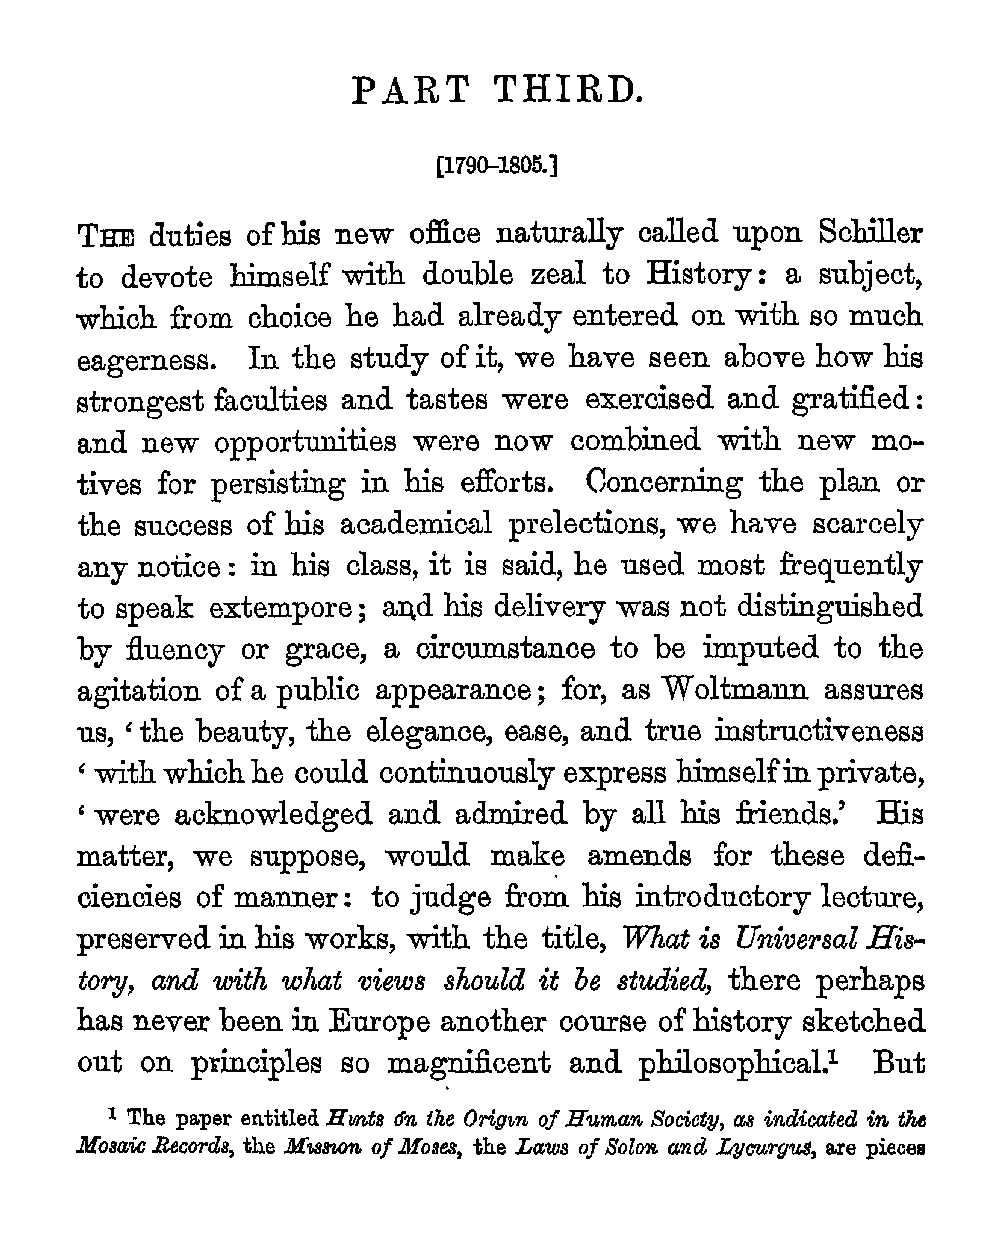 PART THIRD.
[1790–1805.]
THE duties of his new office naturally called upon Schiller
to devote himself with double zeal to History: a subject,
which from choice he had already entered on with so much
eagerness. In the study of it, we have seen above how his
strongest faculties and tastes were exercised and gratified:
and new opportunities were now combined with new mo-
tives for persisting in his efforts. Concerning the plan or
the success of his academical prelections, we have scarcely
any notice: in his class, it is said, he used most frequently
to speak extempore; and his delivery was not distinguished
by fluency or grace, a circumstance to be imputed to the
agitation of a public appearance; for, as Woltmann assures
us, ‘the beauty, the elegance, ease, and true instructiveness
‘with which he could continuously express himself in private,
‘were acknowledged and admired by all his friends.’ His
matter, we suppose, would make amends for these defi-
ciencies of manner: to judge from his introductory lecture,
preserved in his works, with the title, What is Universal His-
tory, and with what views should it be studied, there perhaps
has never been in Europe another course of history sketched
out on principles so magnificent and philosophical.¹ But
¹ The paper entitled Hints on the Origin of Human Society, as indicated in the
Mosaic Records, the Mission of Moses, the Laws of Solon and Lycurgus, are pieces